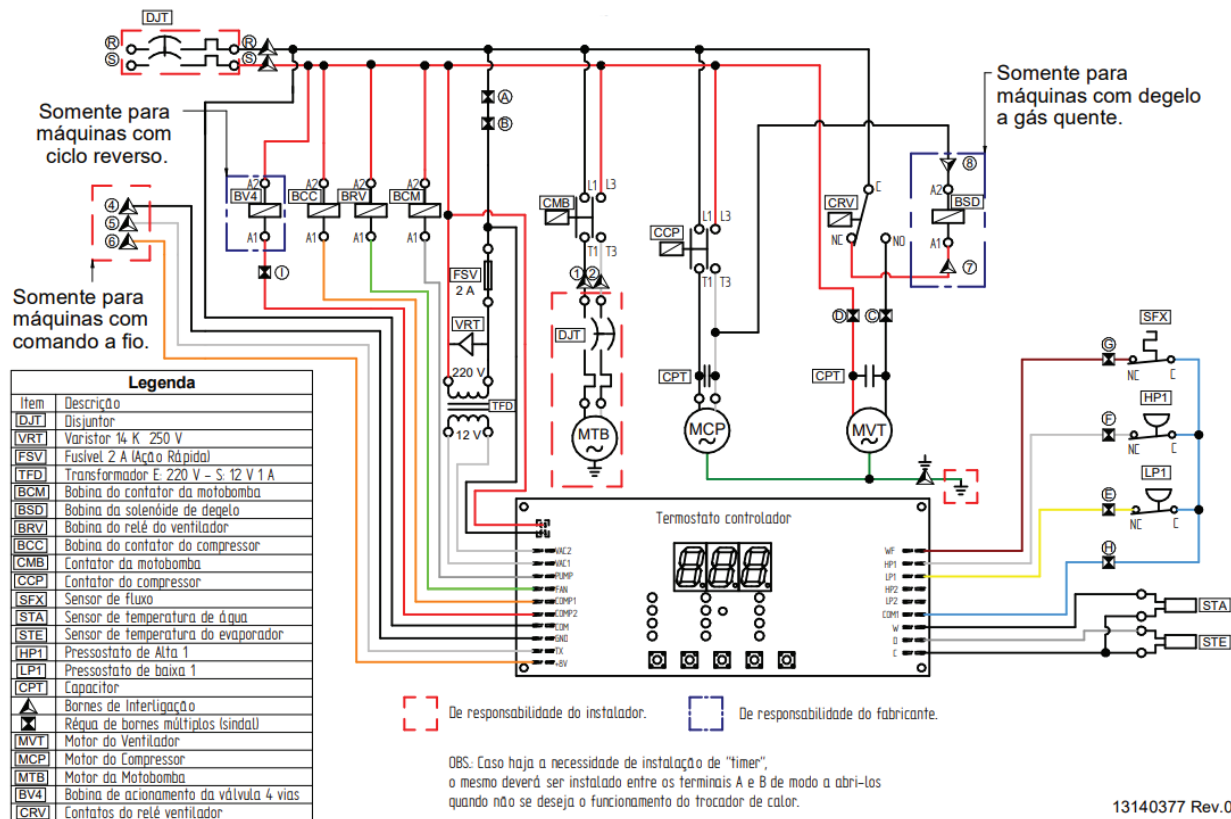 DJT
R
S
R
S
Somente para
máquinas com
ciclo reverso.
Somente para
máquinas com degelo
a gás quente.
A
B
8
A2
BV4
A1
A2
BCC
A1
A2
BRV
A1
A2
BCM
A1
L1 L3
CMB
T1 T3
L1 L3
CCP
T1 T3
C
CRV
NC
NO
A2
BSD
A1
7
4
5
6
I
FSV
2 A
1 2
D
C
Somente para
máquinas com
comando a fio.
VRT
220 V
TFD
12 V
DJT
MTB
~
CPT
MCP
~
CPT
MVT
~
SFX
G
NC C
HP1
F
NC C
LP1
E
NC C
H
Legenda
Item Descrição
DJT Disjuntor
VRT Varistor 14 K 250 V
FSV Fusível 2 A (Ação Rápida)
TFD Transformador E: 220 V - S: 12 V 1 A
BCM Bobina do contator da motobomba
BSD Bobina da solenóide de degelo
BRV Bobina do relé do ventilador
BCC Bobina do contator do compressor
CMB Contator da motobomba
CCP Contator do compressor
SFX Sensor de fluxo
STA Sensor de temperatura de água
STE Sensor de temperatura do evaporador
HP1 Pressostato de Alta 1
LP1 Pressostato de baixa 1
CPT Capacitor
Bornes de Interligação
Régua de bornes múltiplos (sindal)
MVT Motor do Ventilador
MCP Motor do Compressor
MTB Motor da Motobomba
BV4 Bobina de acionamento da válvula 4 vias
CRV Contatos do relé ventilador
Termostato controlador
888
VAC2
VAC1
PUMP
FAN
COMP1
COMP2
COM
GND
TX
+8V
WF
HP1
LP1
HP2
LP2
COM1
W
D
C
STA
STE
De responsabilidade do instalador.
De responsabilidade do fabricante.
OBS.: Caso haja a necessidade de instalação de "timer",
o mesmo deverá ser instalado entre os terminais A e B de modo a abri-los
quando não se deseja o funcionamento do trocador de calor.
13140377 Rev.0